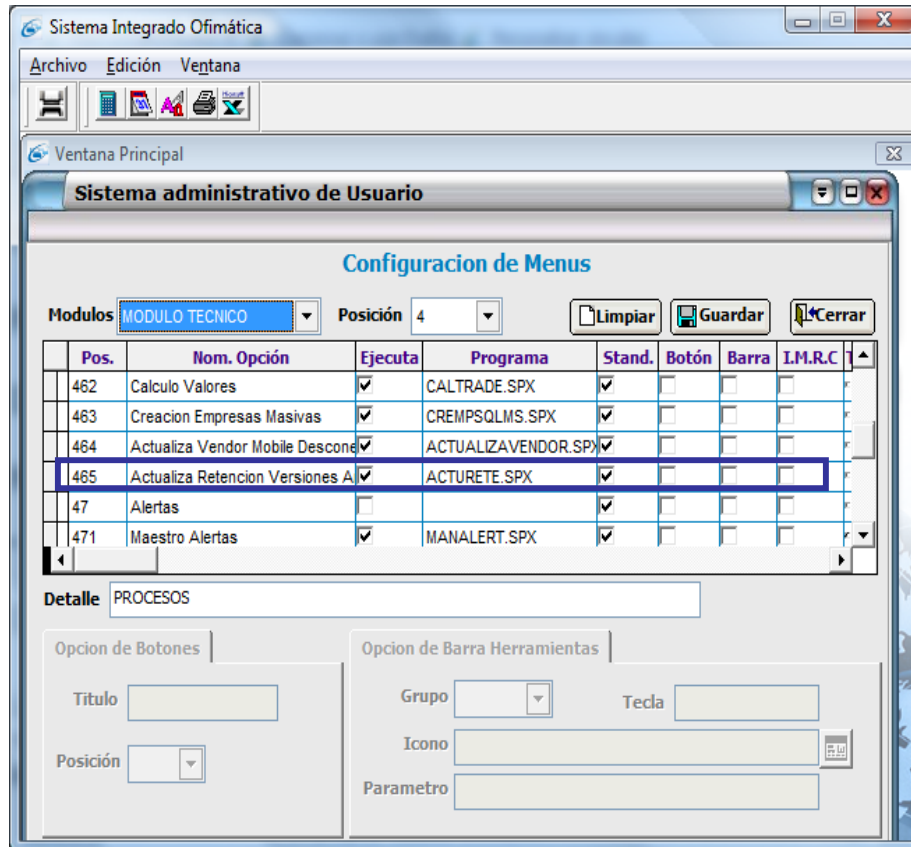 Sistema Integrado Ofimática
Archivo Edición Ventana
Ventana Principal
Sistema administrativo de Usuario
Configuracion de Menus
Modulos MODULO TECNICO Posición 4 Limpiar Guardar Cerrar
Pos. Nom. Opción Ejecuta Programa Stand. Botón Barra I.M.R.C
462 Calculo Valores CALTRADE.SPX
463 Creacion Empresas Masivas CREMPSQLMS.SPX
464 Actualiza Vendor Mobile Descone ACTUALIZAVENDOR.SPX
465 Actualiza Retencion Versiones A ACTURETE.SPX
47 Alertas
471 Maestro Alertas MANALERT.SPX
Detalle PROCESOS
Opcion de Botones Opcion de Barra Herramientas
Titulo Grupo Tecla
Posición Icono
Parametro